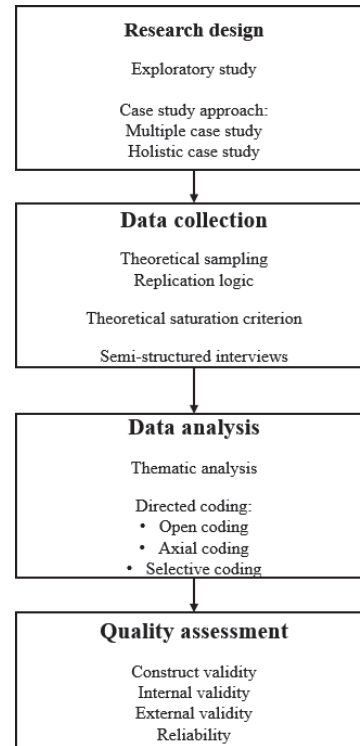 Research design
Exploratory study
Case study approach:
Multiple case study
Holistic case study
Data collection
Theoretical sampling
Replication logic
Theoretical saturation criterion
Semi-structured interviews
Data analysis
Thematic analysis
Directed coding:
• Open coding
• Axial coding
• Selective coding
Quality assessment
Construct validity
Internal validity
External validity
Reliability